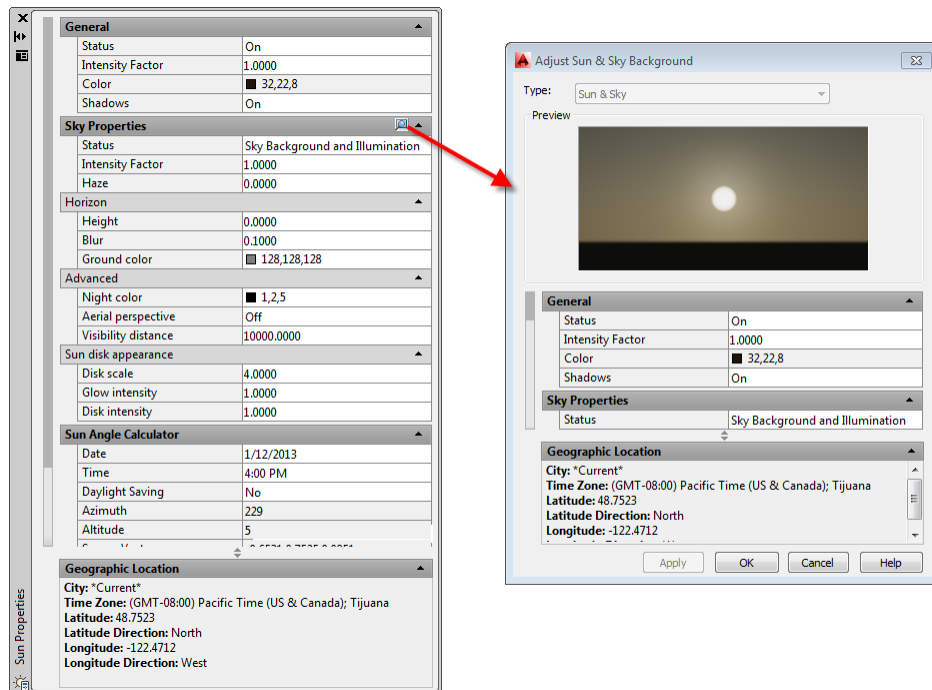 General
Status On
Intensity Factor 1.0000
Color 32,22,8
Shadows On
Sky Properties
Status Sky Background and Illumination
Intensity Factor 1.0000
Haze 0.0000
Horizon
Height 0.0000
Blur 0.1000
Ground color 128,128,128
Advanced
Night color 1,2,5
Aerial perspective Off
Visibility distance 10000.0000
Sun disk appearance
Disk scale 4.0000
Glow intensity 1.0000
Disk intensity 1.0000
Sun Angle Calculator
Date 1/12/2013
Time 4:00 PM
Daylight Saving No
Azimuth 229
Altitude 5
Geographic Location
City: *Current*
Time Zone: (GMT-08:00) Pacific Time (US & Canada); Tijuana
Latitude: 48.7523
Latitude Direction: North
Longitude: -122.4712
Longitude Direction: West
Sun Properties
Adjust Sun & Sky Background
Type: Sun & Sky
Preview
General
Status On
Intensity Factor 1.0000
Color 32,22,8
Shadows On
Sky Properties
Status Sky Background and Illumination
Geographic Location
City: *Current*
Time Zone: (GMT-08:00) Pacific Time (US & Canada); Tijuana
Latitude: 48.7523
Latitude Direction: North
Longitude: -122.4712
Apply OK Cancel Help